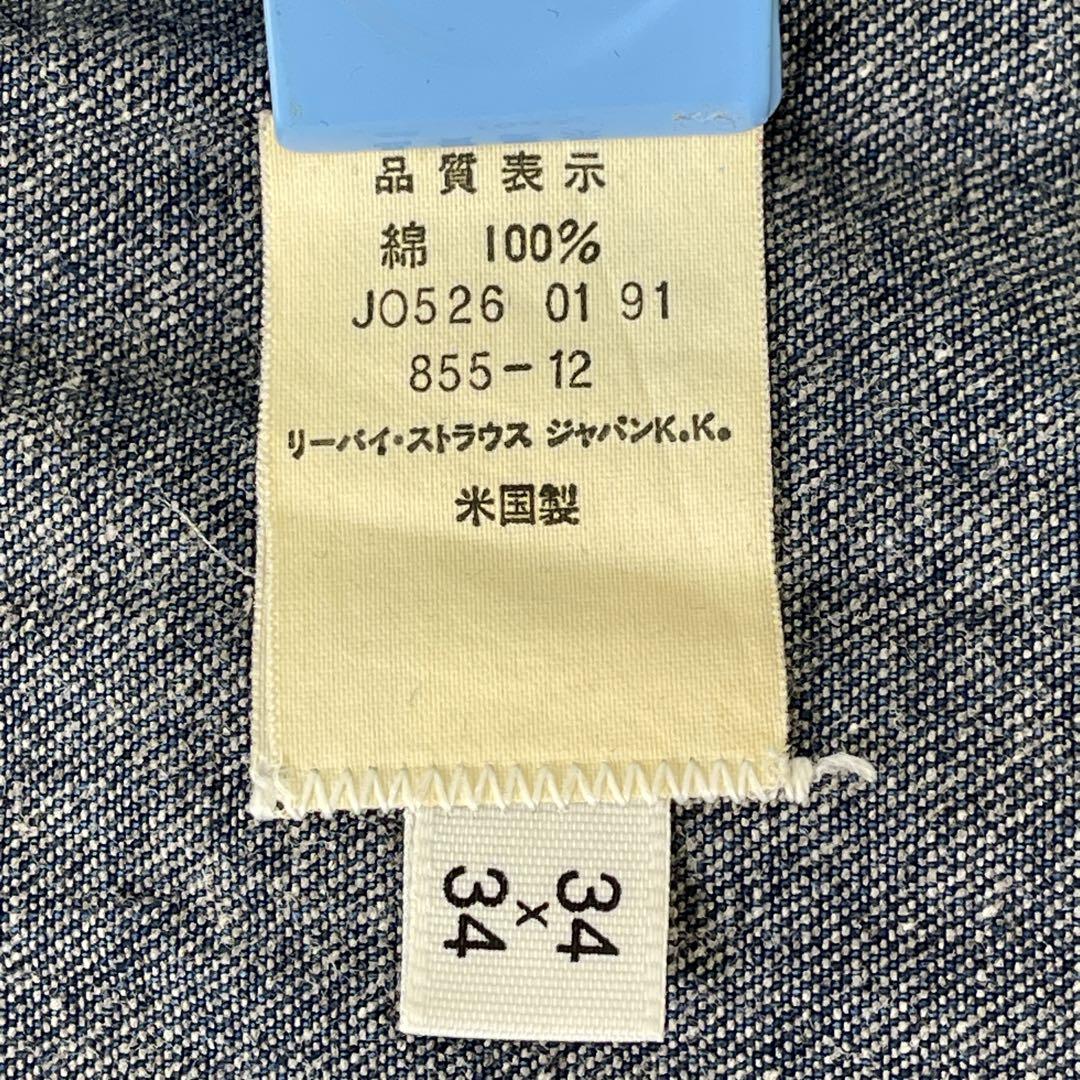 品質表示
綿 100%
J0526 01 91
855-12
リーバイ・ストラウス ジャパンK.K.
米国製
34
x
34